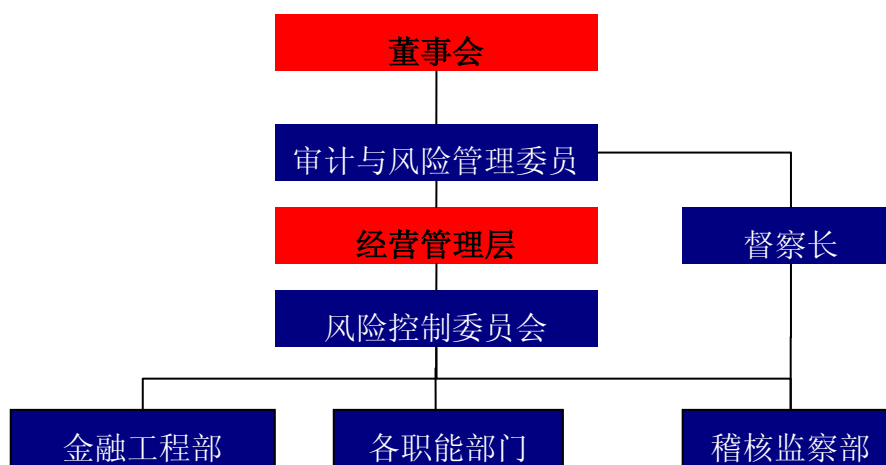 董事会
审计与风险管理委员
经营管理层
督察长
风险控制委员会
金融工程部
各职能部门
稽核监察部